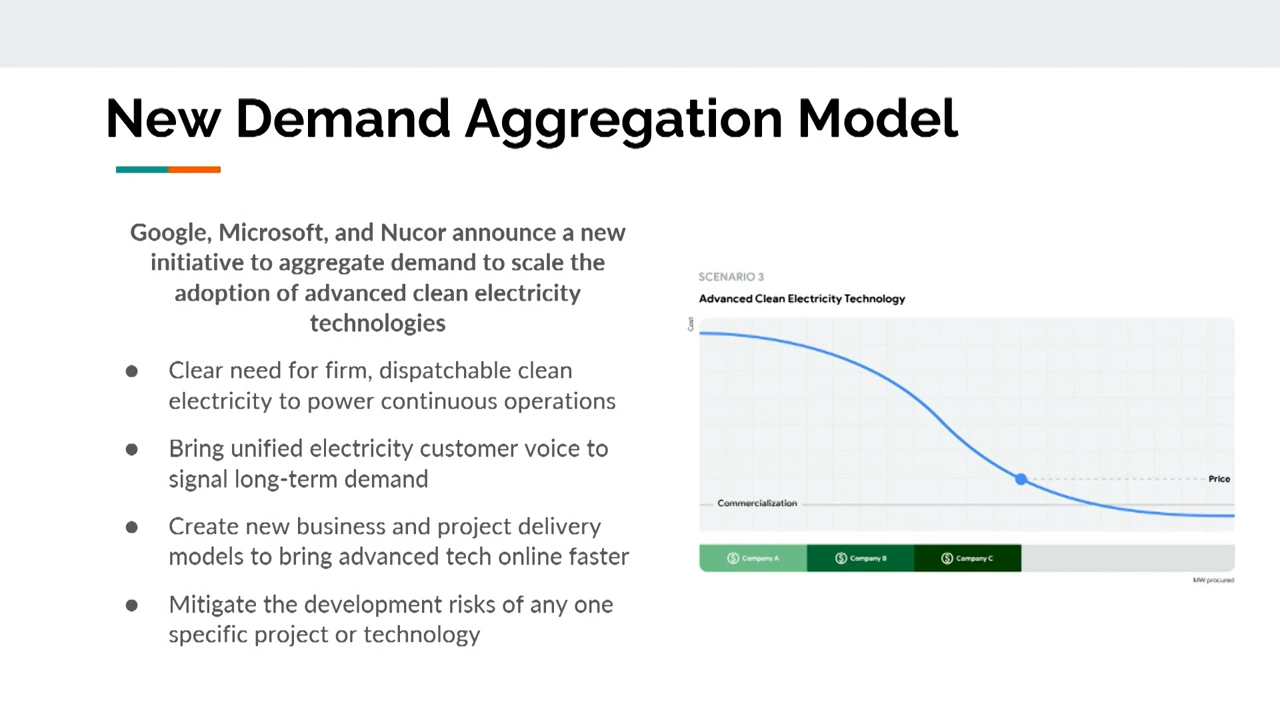 New Demand Aggregation Model
Google, Microsoft, and Nucor announce a new
initiative to aggregate demand to scale the
adoption of advanced clean electricity
technologies
● Clear need for firm, dispatchable clean
electricity to power continuous operations
● Bring unified electricity customer voice to
signal long-term demand
● Create new business and project delivery
models to bring advanced tech online faster
● Mitigate the development risks of any one
specific project or technology
SCENARIO 3
Advanced Clean Electricity Technology
Cost
Price
Commercialization
Company A
Company B
Company C
MW procured